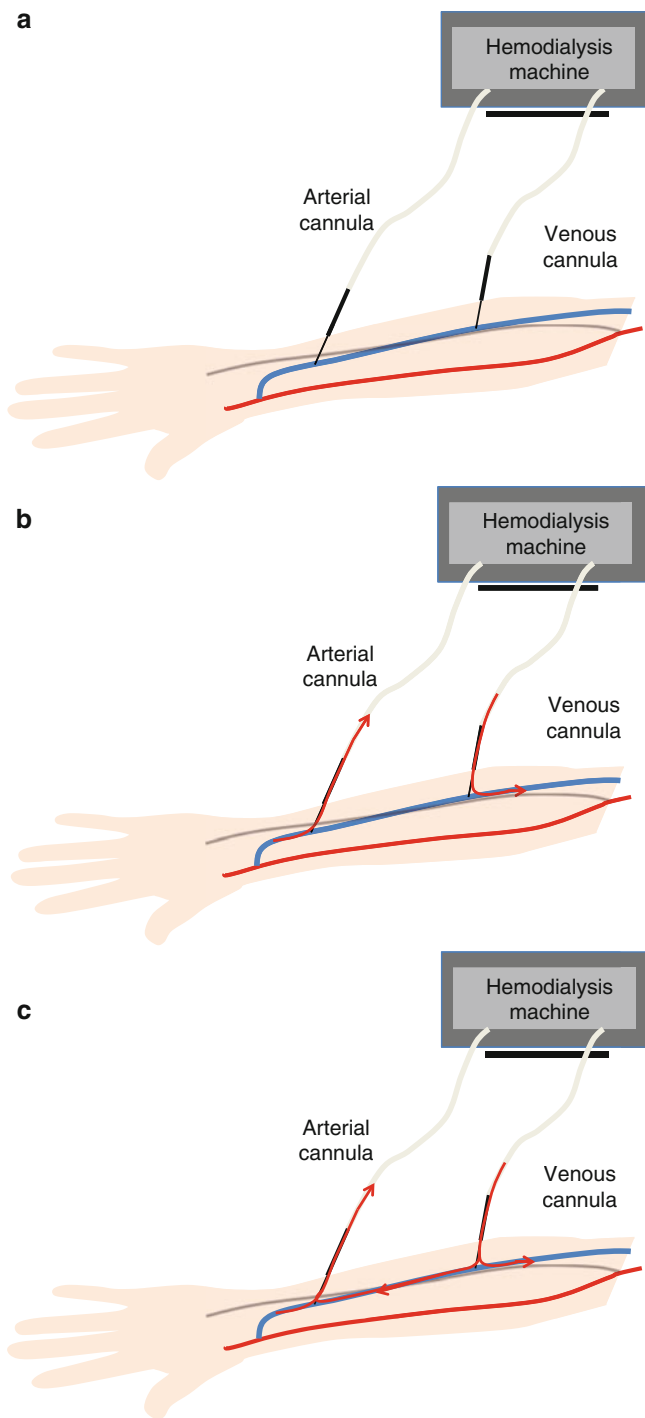 a
Hemodialysis
machine
Arterial
cannula
Venous
cannula
b
Hemodialysis
machine
Arterial
cannula
Venous
cannula
c
Hemodialysis
machine
Arterial
cannula
Venous
cannula